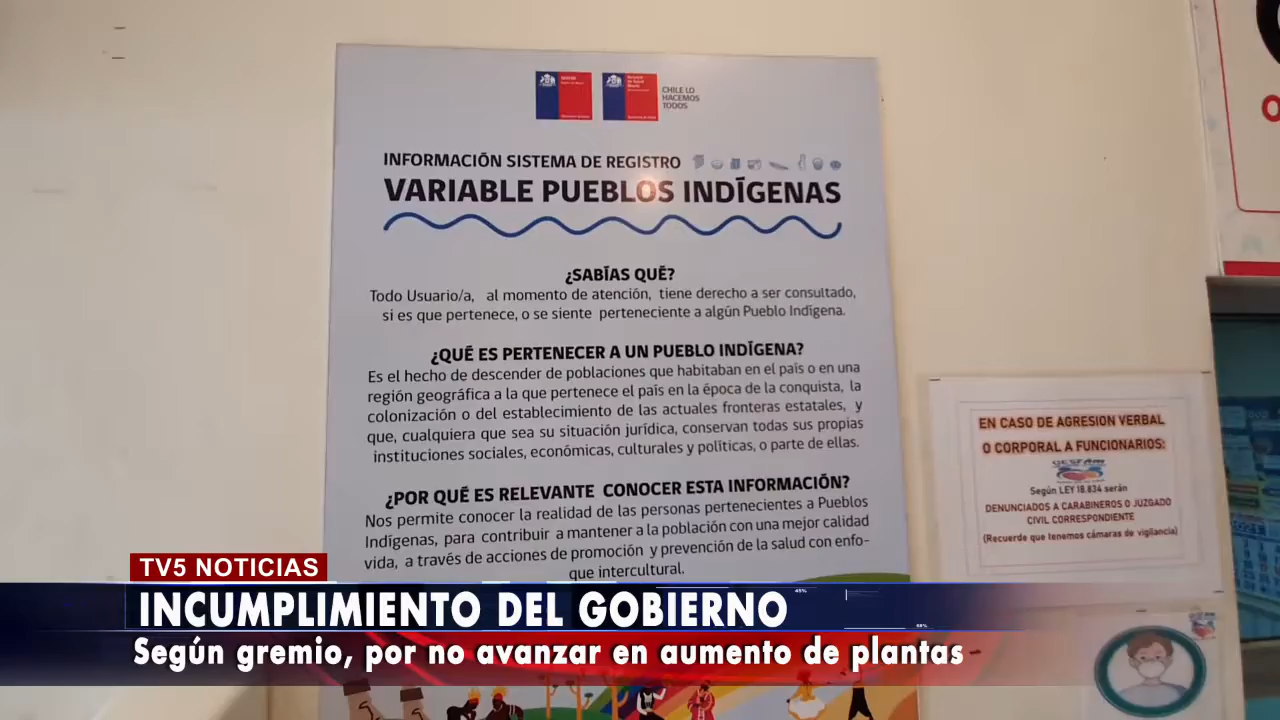 CHILE LO
HACEMOS
TODOS
INFORMACIÓN SISTEMA DE REGISTRO
VARIABLE PUEBLOS INDÍGENAS
¿SABÍAS QUÉ?
Todo Usuario/a, al momento de atención, tiene derecho a ser consultado,
si es que pertenece, o se siente perteneciente a algún Pueblo Indígena.
¿QUÉ ES PERTENECER A UN PUEBLO INDÍGENA?
Es el hecho de descender de poblaciones que habitaban en el país o en una
región geográfica a la que pertenece el país en la época de la conquista, la
colonización o del establecimiento de las actuales fronteras estatales, y
que, cualquiera que sea su situación jurídica, conservan todas sus propias
instituciones sociales, económicas, culturales y políticas, o parte de ellas.
¿POR QUÉ ES RELEVANTE CONOCER ESTA INFORMACIÓN?
Nos permite conocer la realidad de las personas pertenecientes a Pueblos
Indígenas, para contribuir a mantener a la población con una mejor calidad
vida, a través de acciones de promoción y prevención de la salud con enfo-
que intercultural.
EN CASO DE AGRESION VERBAL
O CORPORAL A FUNCIONARIOS:
CESFAM
Según LEY 18.834 serán
DENUNCIADOS A CARABINEROS O JUZGADO
CIVIL CORRESPONDIENTE
(Recuerde que tenemos cámaras de vigilancia)
TV5 NOTICIAS
INCUMPLIMIENTO DEL GOBIERNO
Según gremio, por no avanzar en aumento de plantas